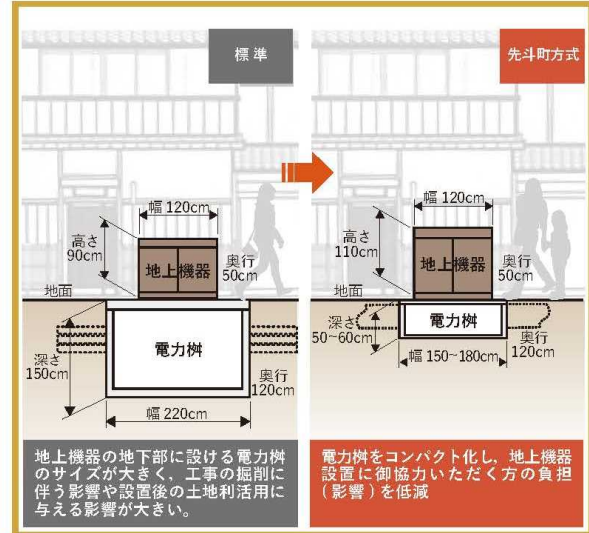 標準
幅 120cm
高さ
90cm
地上機器
奥行
50cm
地面
電力桝
深さ
150cm
奥行
120cm
幅 220cm
地上機器の地下部に設ける電力桝
のサイズが大きく、工事の掘削に
伴う影響や設置後の土地利活用に
与える影響が大きい。
先斗町方式
幅 120cm
高さ
110cm
地上機器
奥行
50cm
地面
電力桝
深さ
50~60cm
奥行
120cm
幅 150~180cm
電力桝をコンパクト化し、地上機器
設置に御協力いただく方の負担
(影響)を低減